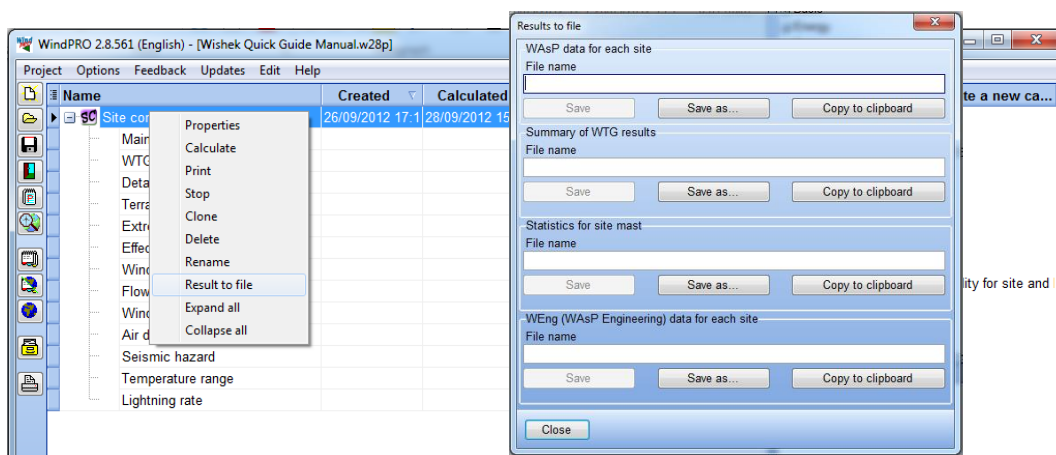 WindPRO 2.8.561 (English) - [Wishek Quick Guide Manual.w28p]
Project Options Feedback Updates Edit Help
Name Created Calculated
Site cor 26/09/2012 17:1 28/09/2012 15
Main
WTG
Deta
Terra
Extre
Effec
Wind
Flow
Wind
Air d
Seismic hazard
Temperature range
Lightning rate
Properties
Calculate
Print
Stop
Clone
Delete
Rename
Result to file
Expand all
Collapse all
Results to file
WAsP data for each site
File name
Save Save as... Copy to clipboard
Summary of WTG results
File name
Save Save as... Copy to clipboard
Statistics for site mast
File name
Save Save as... Copy to clipboard
WEng (WAsP Engineering) data for each site
File name
Save Save as... Copy to clipboard
Close
te a new ca...
lity for site and